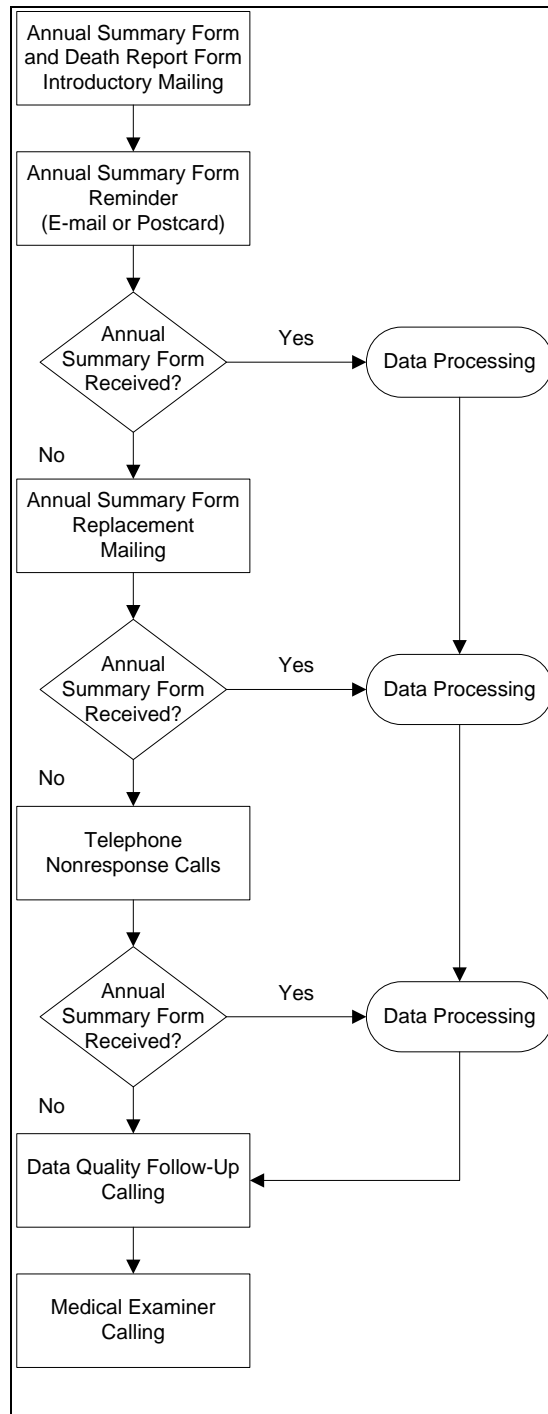 Annual Summary Form
and Death Report Form
Introductory Mailing
Annual Summary Form
Reminder
(E-mail or Postcard)
Annual
Summary Form
Received?
Yes
Data Processing
No
Annual Summary Form
Replacement
Mailing
Annual
Summary Form
Received?
Yes
Data Processing
No
Telephone
Nonresponse Calls
Annual
Summary Form
Received?
Yes
Data Processing
No
Data Quality Follow-Up
Calling
Medical Examiner
Calling